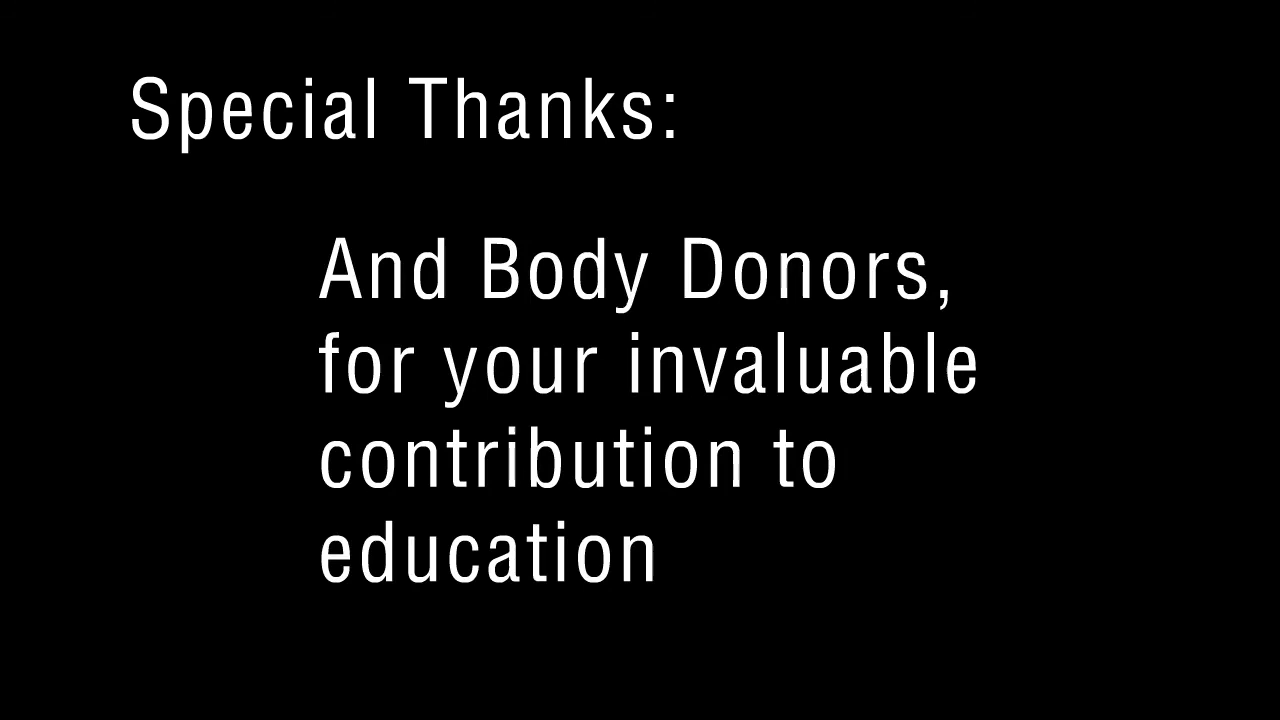 Special Thanks:
And Body Donors,
for your invaluable
contribution to
education